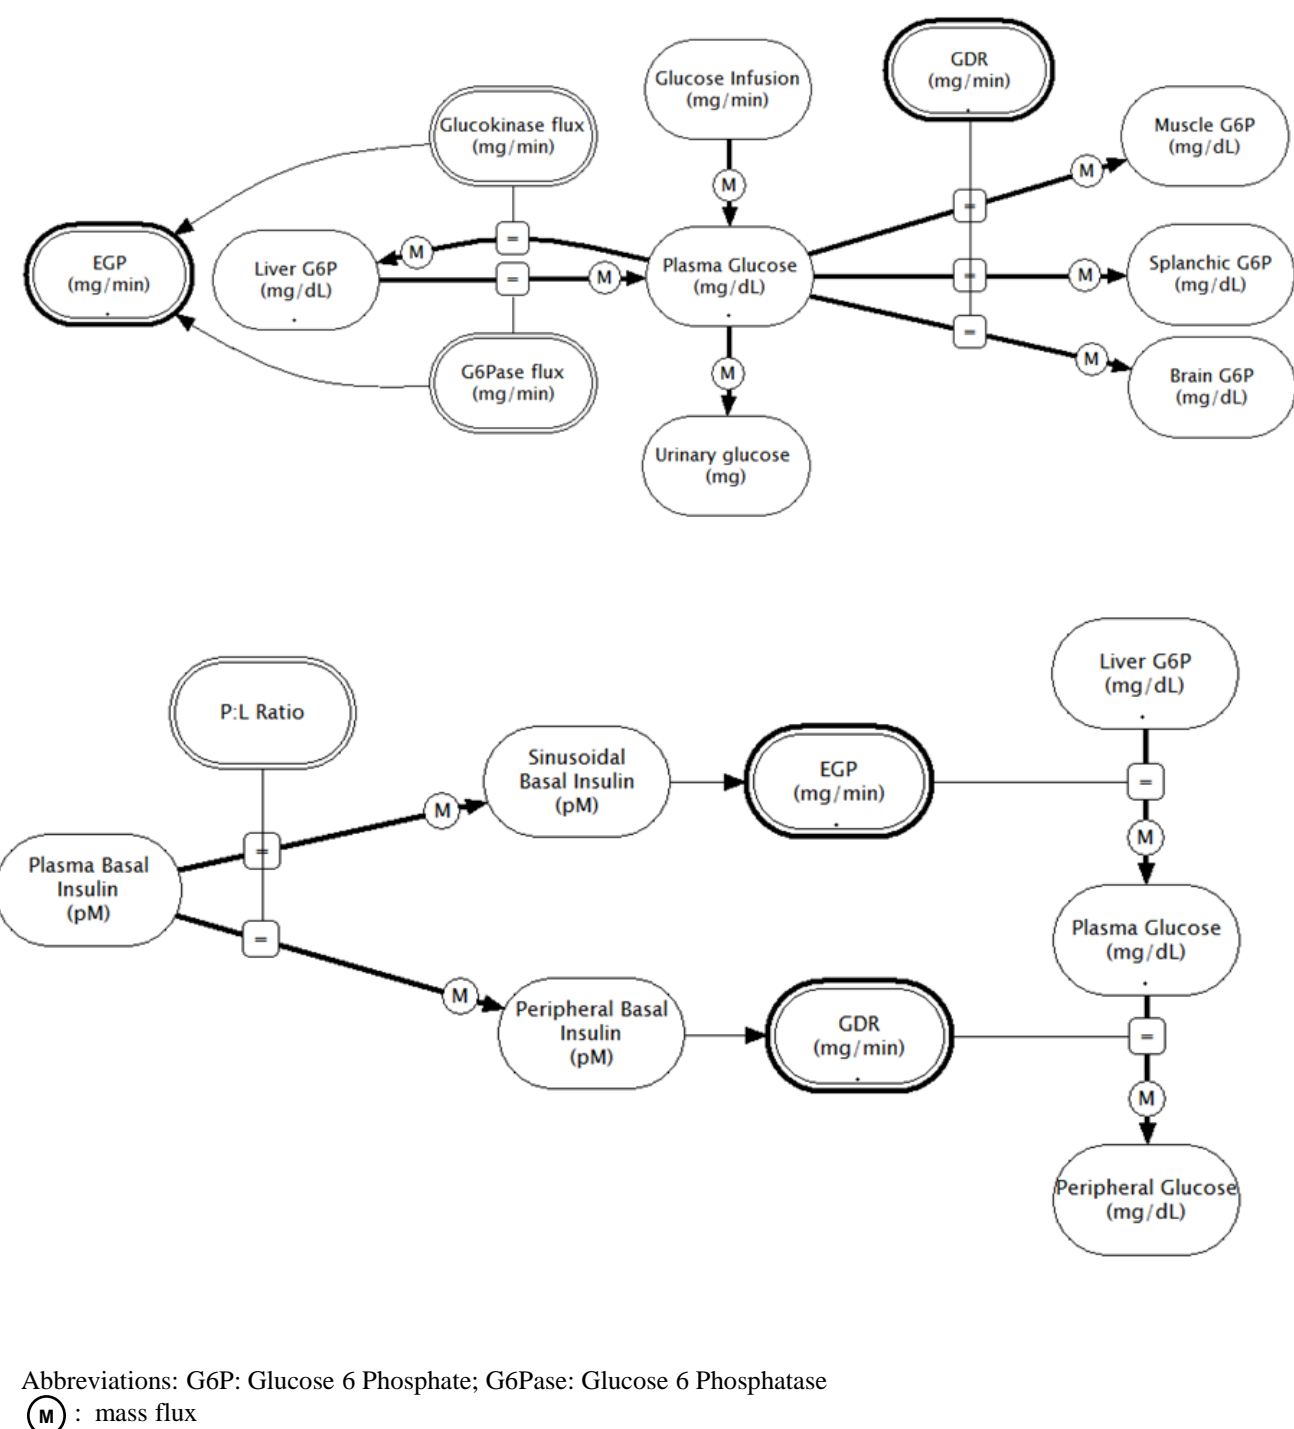 GDR
(mg/min)
Glucose Infusion
(mg/min)
Glucokinase flux
(mg/min)
Muscle G6P
(mg/dL)
M
M
=
=
M
EGP
(mg/min)
Liver G6P
(mg/dL)
=
M
Plasma Glucose
(mg/dL)
=
M
Splanchic G6P
(mg/dL)
=
M
G6Pase flux
(mg/min)
M
Brain G6P
(mg/dL)
Urinary glucose
(mg)
Liver G6P
(mg/dL)
P:L Ratio
Sinusoidal
Basal Insulin
(pM)
EGP
(mg/min)
=
M
M
=
Plasma Basal
Insulin
(pM)
=
Plasma Glucose
(mg/dL)
M
Peripheral Basal
Insulin
(pM)
GDR
(mg/min)
=
M
Peripheral Glucose
(mg/dL)
Abbreviations: G6P: Glucose 6 Phosphate; G6Pase: Glucose 6 Phosphatase
M : mass flux